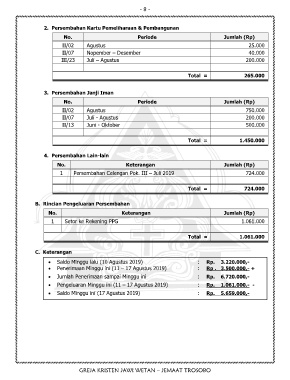 - 8 -
2. Persembahan Kartu Pemeliharaan & Pembangunan
No. Periode Jumlah (Rp)
II/02 Agustus 25.000
II/07 Nopember – Desember 40.000
III/23 Juli – Agustus 200.000
Total = 265.000
3. Persembahan Janji Iman
No. Periode Jumlah (Rp)
II/02 Agustus 750.000
II/07 Juli - Agustus 200.000
II/13 Juni - Oktober 500.000
Total = 1.450.000
4. Persembahan Lain-lain
No. Keterangan Jumlah (Rp)
1 Persembahan Celengan Pok. III – Juli 2019 724.000
Total = 724.000
B. Rincian Pengeluaran Persembahan
No. Keterangan Jumlah (Rp)
1 Setor ke Rekening PPG 1.061.000
Total = 1.061.000
C. Keterangan
• Saldo Minggu lalu (10 Agustus 2019) : Rp. 3.220.000,-
• Penerimaan Minggu ini (11 – 17 Agustus 2019) : Rp. 3.500.000,- +
• Jumlah Penerimaan sampai Minggu ini : Rp. 6.720.000,-
• Pengeluaran Minggu ini (11 – 17 Agustus 2019) : Rp. 1.061.000,- -
• Saldo Minggu ini (17 Agustus 2019) : Rp. 5.659.000,-
GREJA KRISTEN JAWI WETAN – JEMAAT TROSOBO